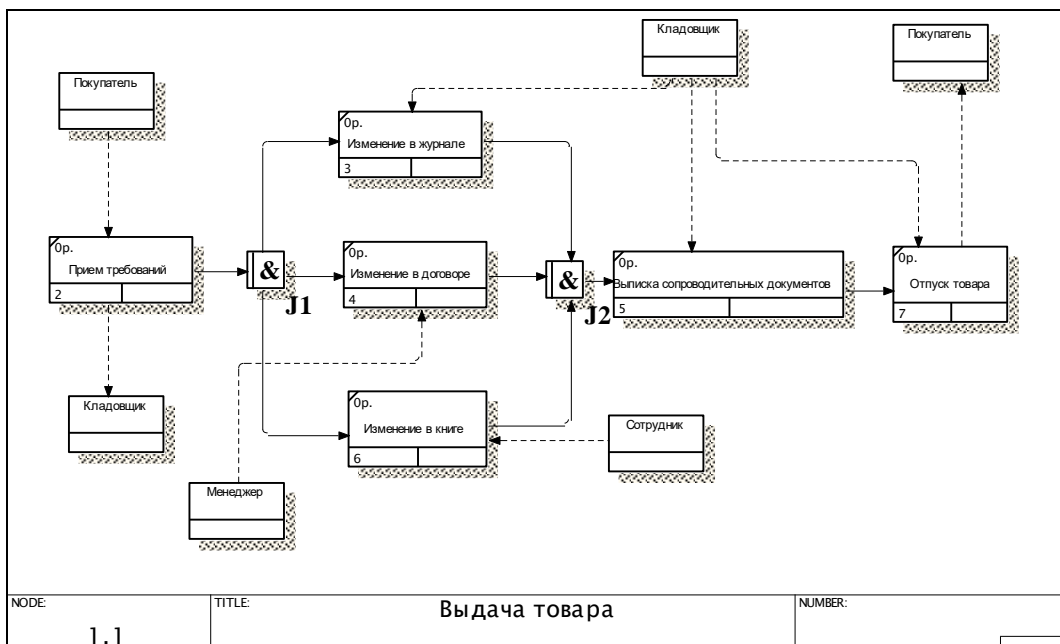 Кладовщик
Покупатель
Покупатель
0р.
Изменение в журнале
3
0р.
Прием требований
2
&
J1
0р.
Изменение в договоре
4
&
J2
0р.
Выписка сопроводительных документов
5
0р.
Отпуск товара
7
Кладовщик
0р.
Изменение в книге
6
Сотрудник
Менеджер
NODE:
1.1
TITLE:
Выдача товара
NUMBER: